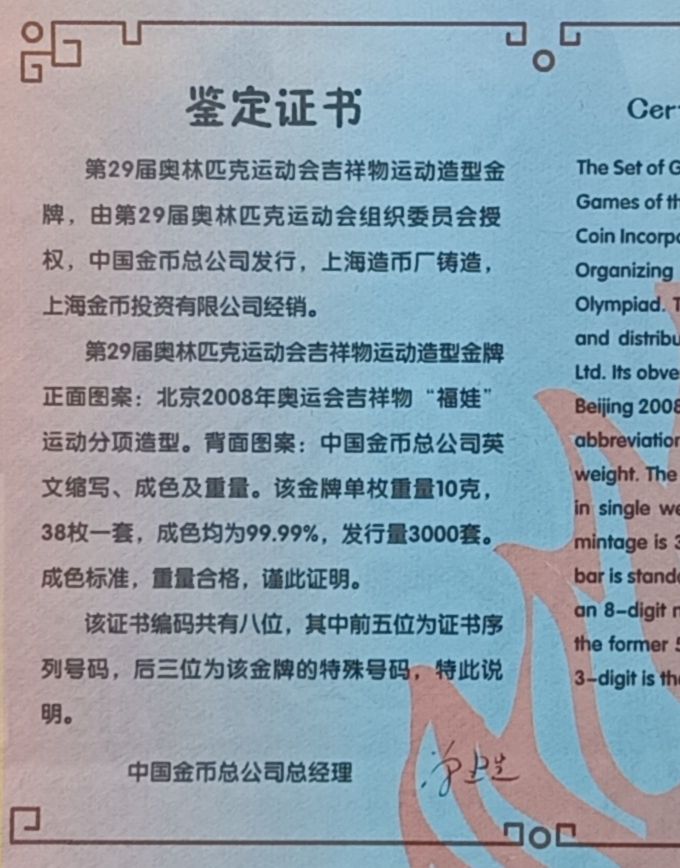 鉴定证书
第29届奥林匹克运动会吉祥物运动造型金
牌，由第29届奥林匹克运动会组织委员会授
权，中国金币总公司发行，上海造币厂铸造，
上海金币投资有限公司经销。
第29届奥林匹克运动会吉祥物运动造型金牌
正面图案：北京2008年奥运会吉祥物“福娃”
运动分项造型。背面图案：中国金币总公司英
文缩写、成色及重量。该金牌单枚重量10克，
38枚一套，成色均为99.99%，发行量3000套。
成色标准，重量合格，谨此证明。
该证书编码共有八位，其中前五位为证书序
列号码，后三位为该金牌的特殊号码，特此说
明。
中国金币总公司总经理
The Set of
Games of
Coin
Organizing
Olympiad.
and
Ltd. Its
Beijing 2008
weight. The
in single
mintage is
bar is
an 8-digit
the former
3-digit is